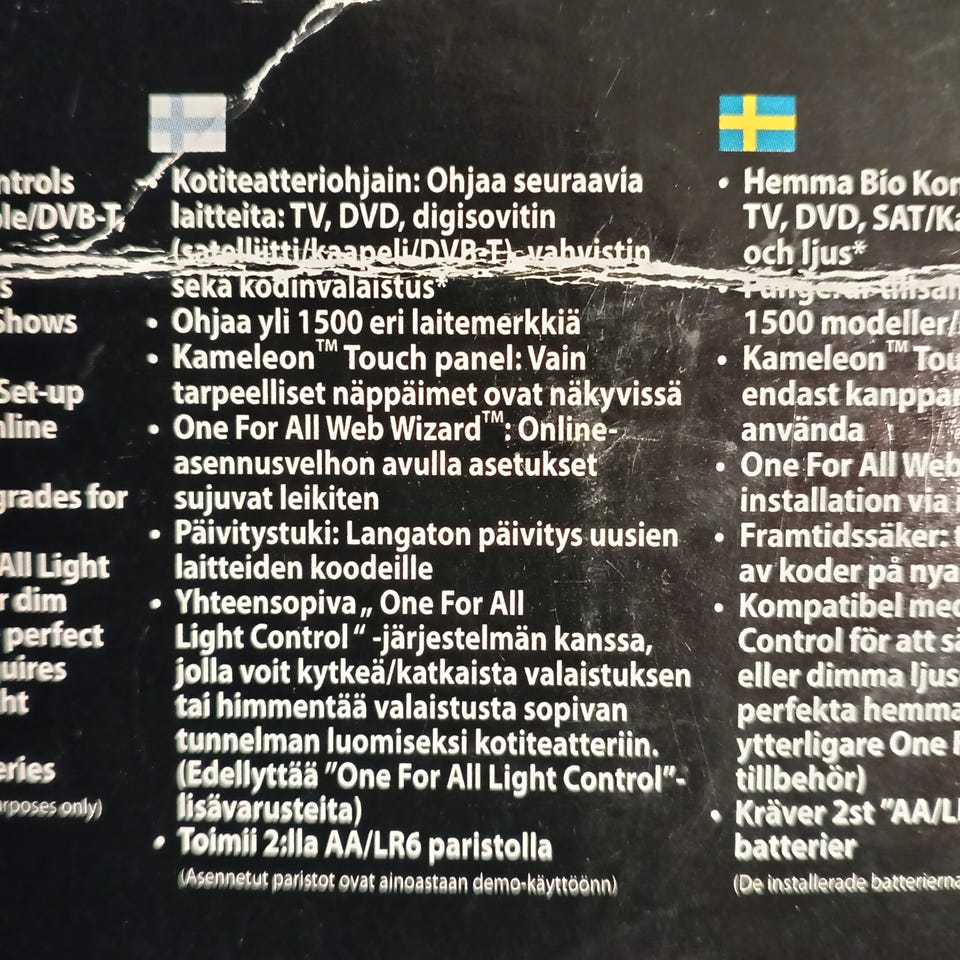 ntrols
le/DVB-T,
s
Shows
Set-up
nline
grades for
All Light
r dim
perfect
quires
ht
eries
rposes only)
• Kotiteatteriohjain: Ohjaa seuraavia
laitteita: TV, DVD, digisovitin
(satelliitti/kaapeli/DVB-T), vahvistin
sekä kodinvalaistus*
• Ohjaa yli 1500 eri laitemerkkiä
• Kameleon™ Touch panel: Vain
tarpeelliset näppäimet ovat näkyvissä
• One For All Web Wizard™: Online-
asennusvelhon avulla asetukset
sujuvat leikiten
• Päivitystuki: Langaton päivitys uusien
laitteiden koodeille
• Yhteensopiva „ One For All
Light Control “ -järjestelmän kanssa,
jolla voit kytkeä/katkaista valaistuksen
tai himmentää valaistusta sopivan
tunnelman luomiseksi kotiteatteriin.
(Edellyttää ”One For All Light Control”-
lisävarusteita)
• Toimii 2:lla AA/LR6 paristolla
(Asennetut paristot ovat ainoastaan demo-käyttöönn)
• Hemma Bio Kon
TV, DVD, SAT/Ka
och ljus*
• Fungerar tillsam
1500 modeller/
• Kameleon™ Tou
endast kanppar
använda
• One For All Web
installation via i
• Framtidssäker: t
av koder på nya
• Kompatibel med
Control för att sä
eller dimma ljus
perfekta hemma
ytterligare One F
tillbehör)
• Kräver 2st ”AA/LR
batterier
(De installerade batterierna